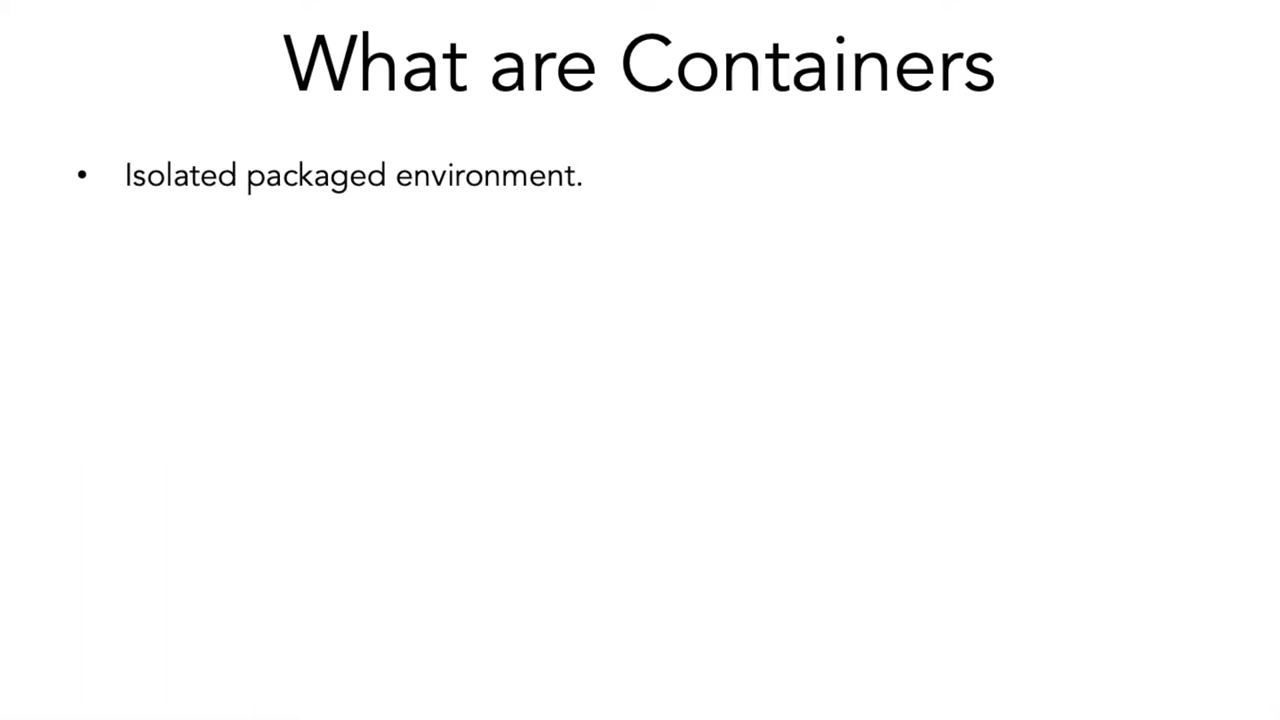 What are Containers
• Isolated packaged environment.